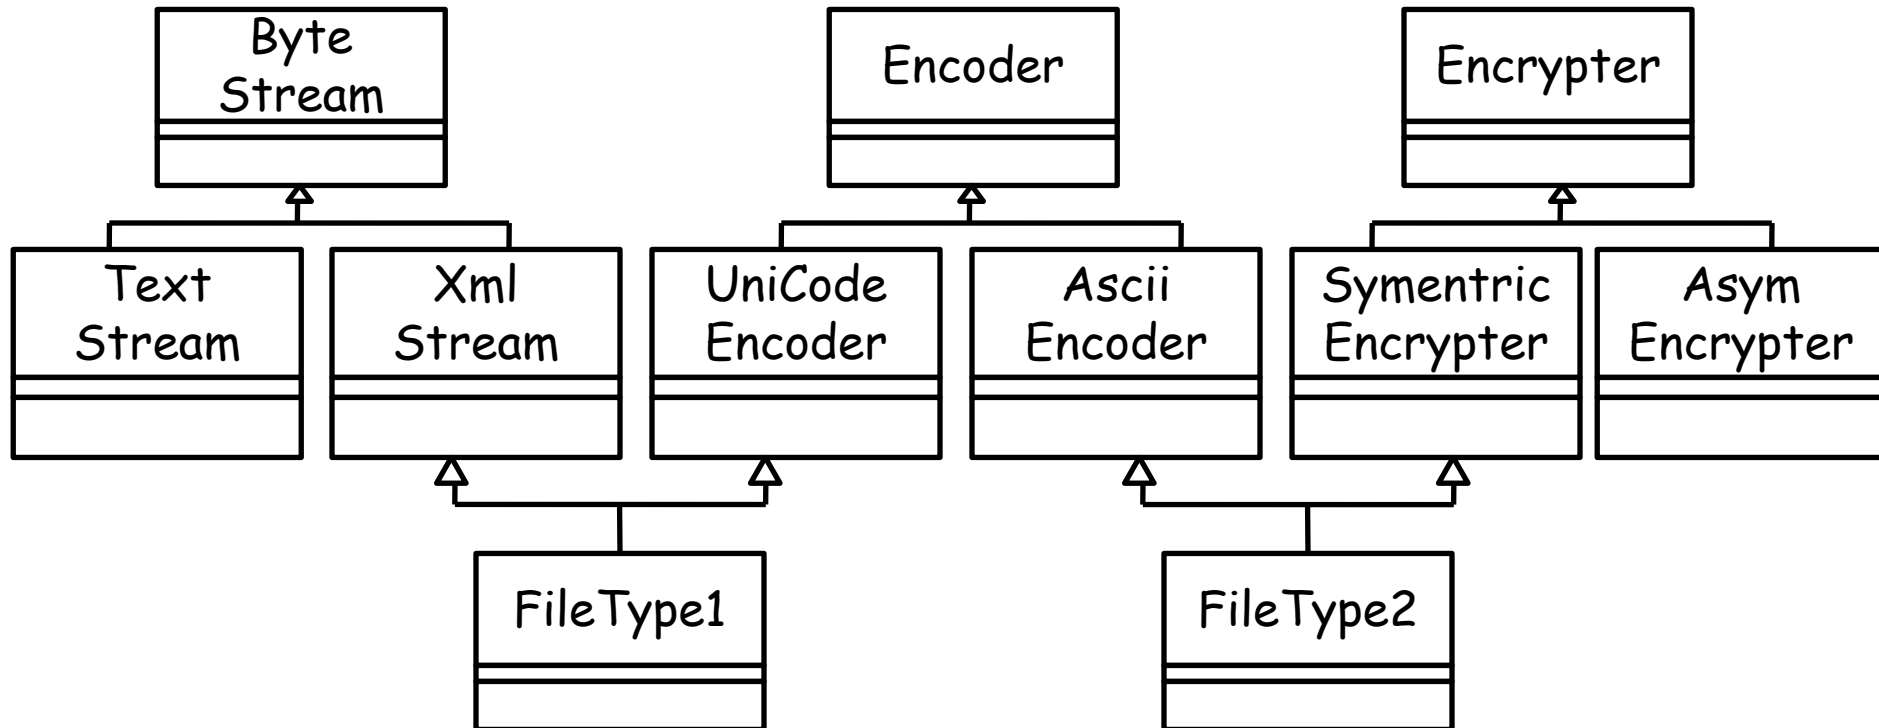 Byte
Stream
Encoder
Encrypter
Text
Stream
Xml
Stream
UniCode
Encoder
Ascii
Encoder
Symentric
Encrypter
Asym
Encrypter
FileType1
FileType2